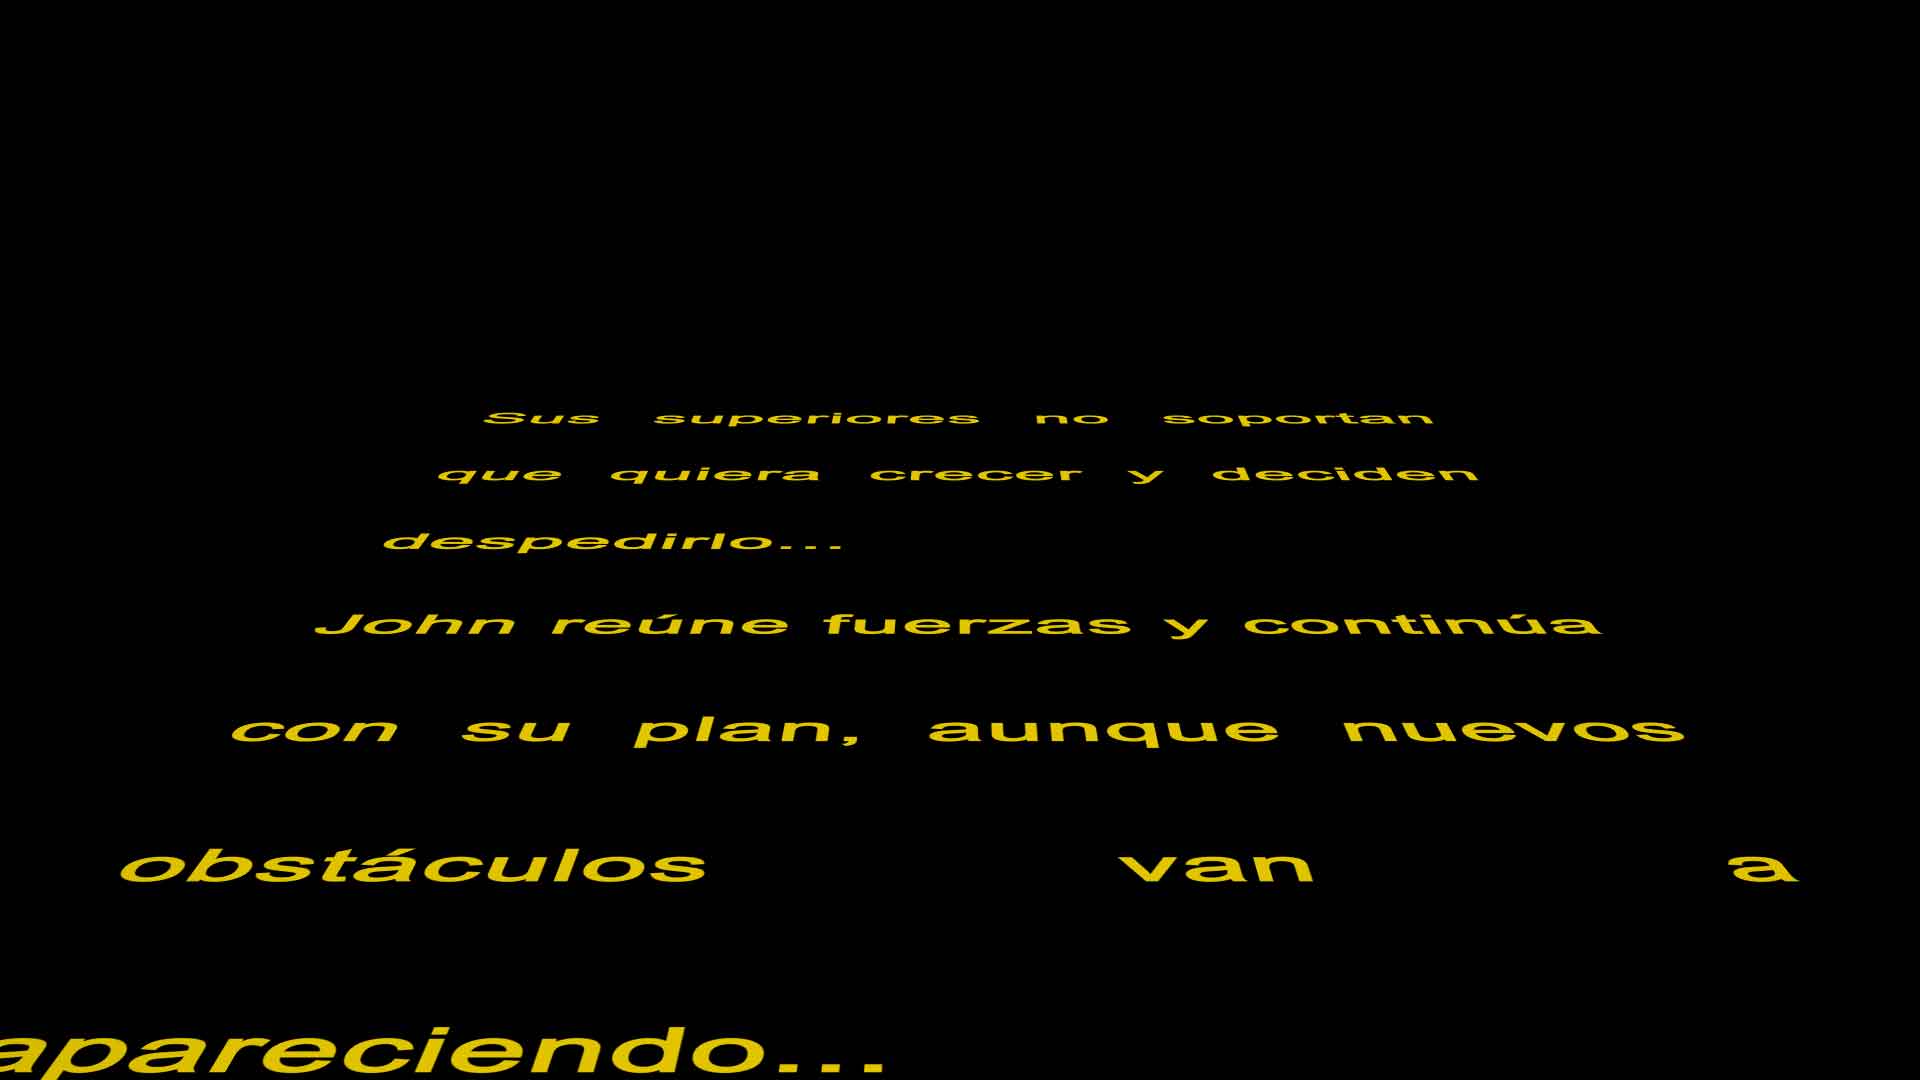 Sus superiores no soportan
que quiera crecer y deciden
despedirlo...
John reúne fuerzas y continúa
con su plan, aunque nuevos
obstáculos van a
apareciendo...